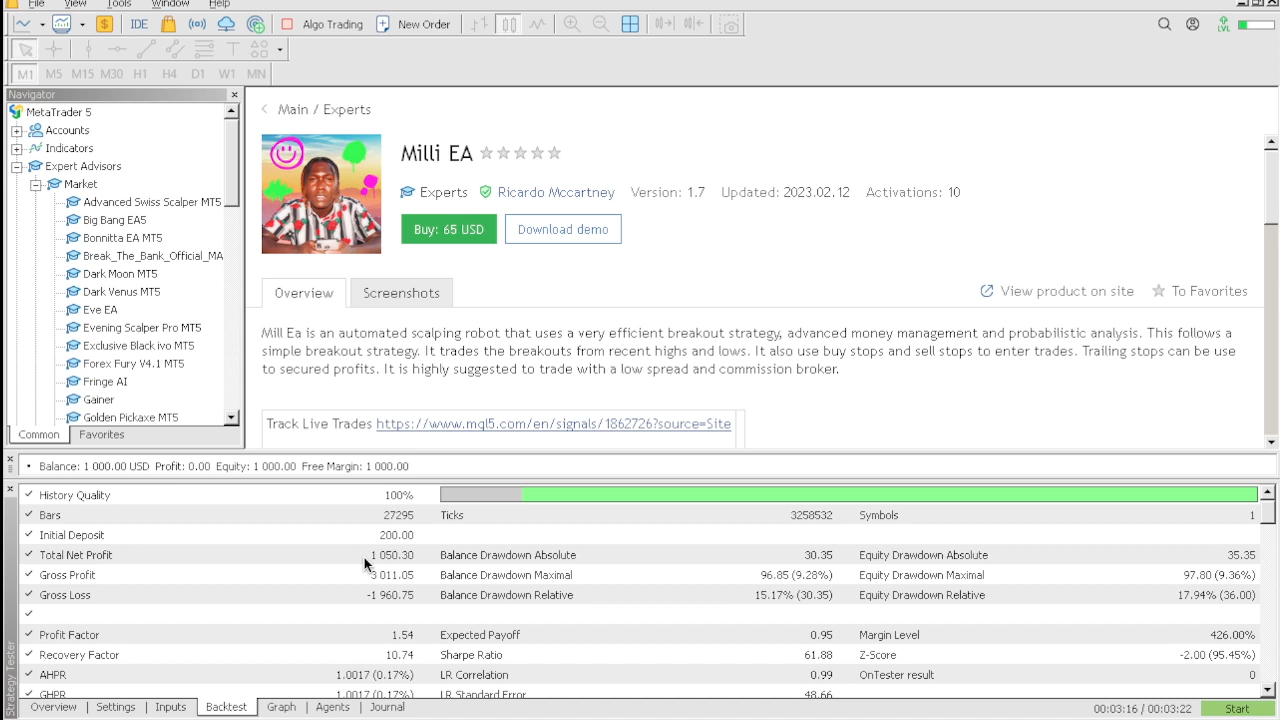 File View Tools Window Help
IDE Algo Trading New Order LVL
M1 M5 M15 M30 H1 H4 D1 W1 MN
Navigator
MetaTrader 5
Accounts
Indicators
Expert Advisors
Market
Advanced Swiss Scalper MT5
Big Bang EA5
Bonnitta EA MT5
Break_The_Bank_Official_MA
Dark Moon MT5
Dark Venus MT5
Eve EA
Evening Scalper Pro MT5
Exclusive Black ivo MT5
Forex Fury V4.1 MT5
Fringe AI
Gainer
Golden Pickaxe MT5
Common Favorites
Main / Experts
Milli EA
Experts Ricardo Mccartney Version: 1.7 Updated: 2023.02.12 Activations: 10
Buy: 65 USD Download demo
Overview Screenshots View product on site To Favorites
Mill Ea is an automated scalping robot that uses a very efficient breakout strategy, advanced money management and probabilistic analysis. This follows a
simple breakout strategy. It trades the breakouts from recent highs and lows. It also use buy stops and sell stops to enter trades. Trailing stops can be use
to secured profits. It is highly suggested to trade with a low spread and commission broker.
Track Live Trades https://www.mql5.com/en/signals/1862726?source=Site
Balance: 1 000.00 USD Profit: 0.00 Equity: 1 000.00 Free Margin: 1 000.00
History Quality 100%
Bars 27295 Ticks 3258532 Symbols 1
Initial Deposit 200.00
Total Net Profit 1 050.30 Balance Drawdown Absolute 30.35 Equity Drawdown Absolute 35.35
Gross Profit 3 011.05 Balance Drawdown Maximal 96.85 (9.28%) Equity Drawdown Maximal 97.80 (9.36%)
Gross Loss -1 960.75 Balance Drawdown Relative 15.17% (30.35) Equity Drawdown Relative 17.94% (36.00)
Profit Factor 1.54 Expected Payoff 0.95 Margin Level 426.00%
Recovery Factor 10.74 Sharpe Ratio 61.88 Z-Score -2.00 (95.45%)
AHPR 1.0017 (0.17%) LR Correlation 0.99 OnTester result 0
GHPR 1.0017 (0.17%) LR Standard Error 48.66
Strategy Tester
Overview Settings Inputs Backtest Graph Agents Journal 00:03:16 / 00:03:22 Start